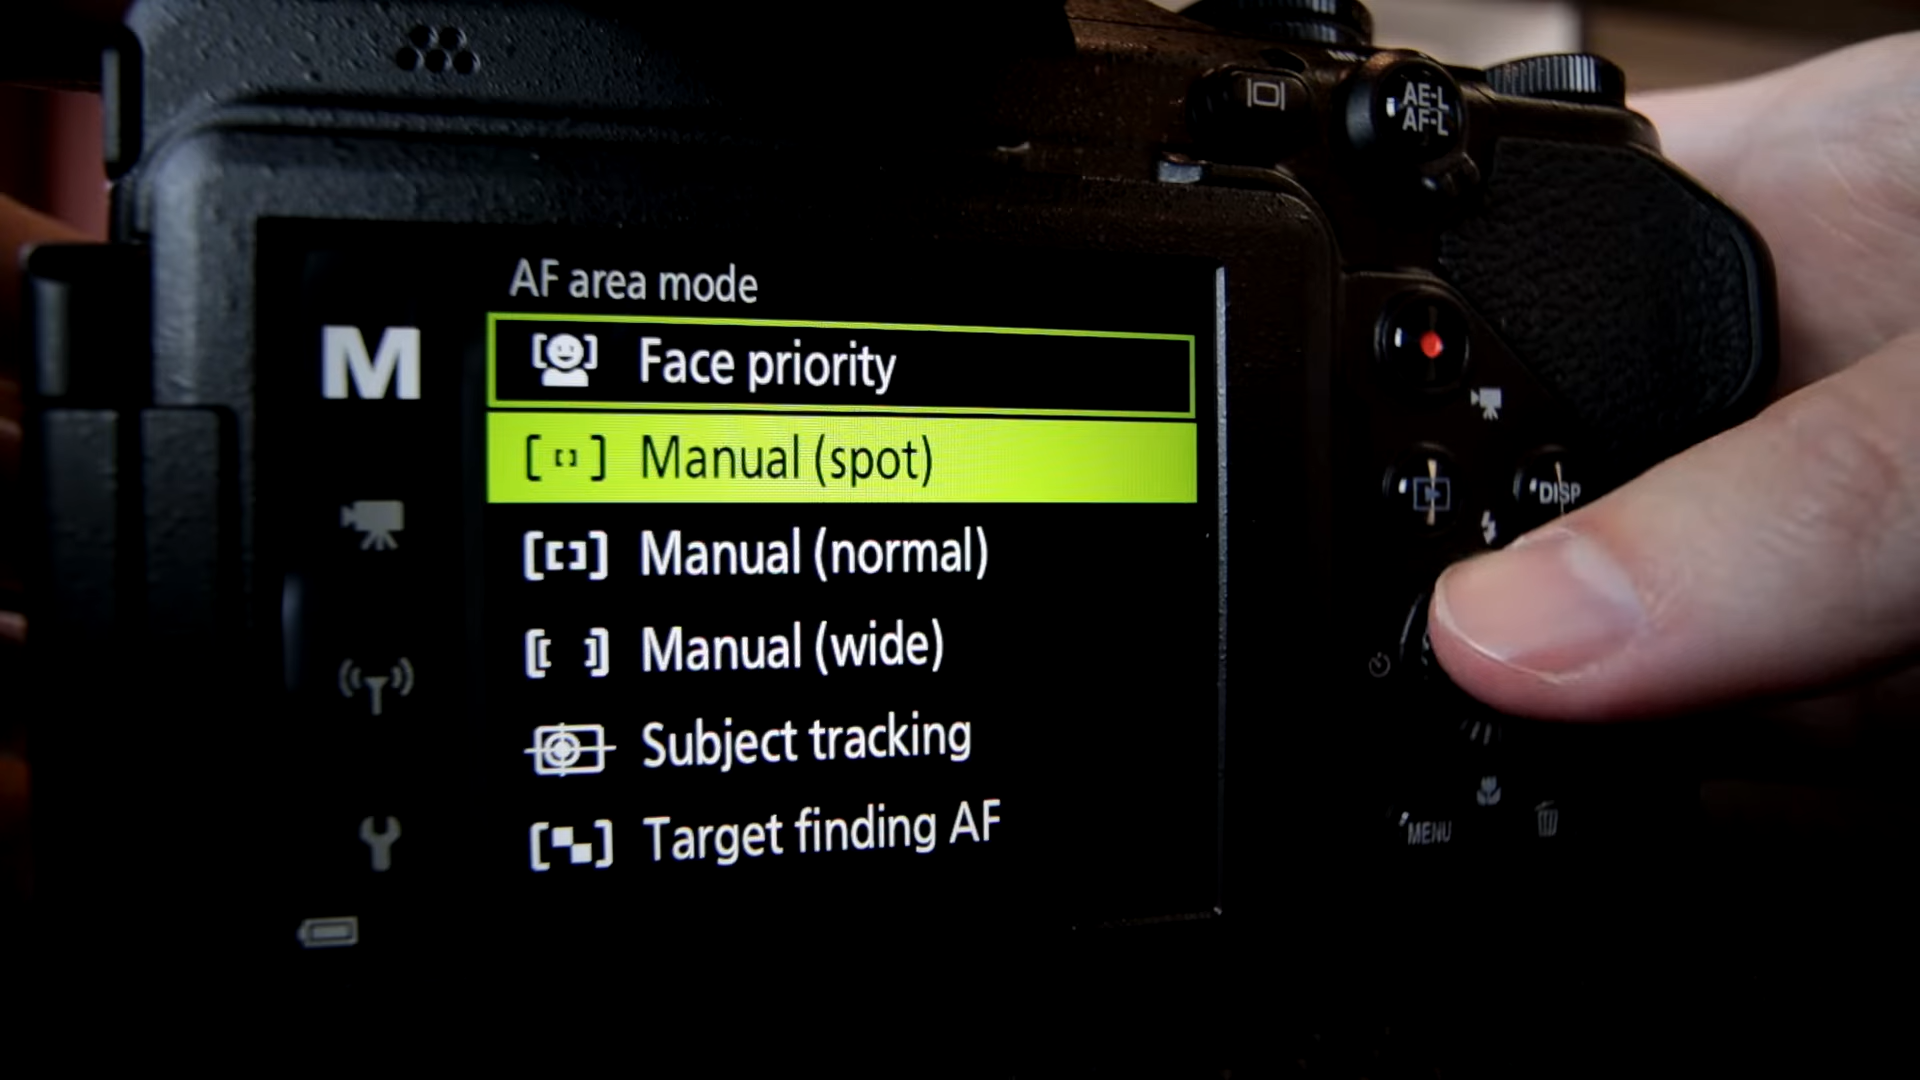 AE-L
AF-L
AF area mode
M
Face priority
Manual (spot)
Manual (normal)
Manual (wide)
Subject tracking
Target finding AF
DISP
MENU